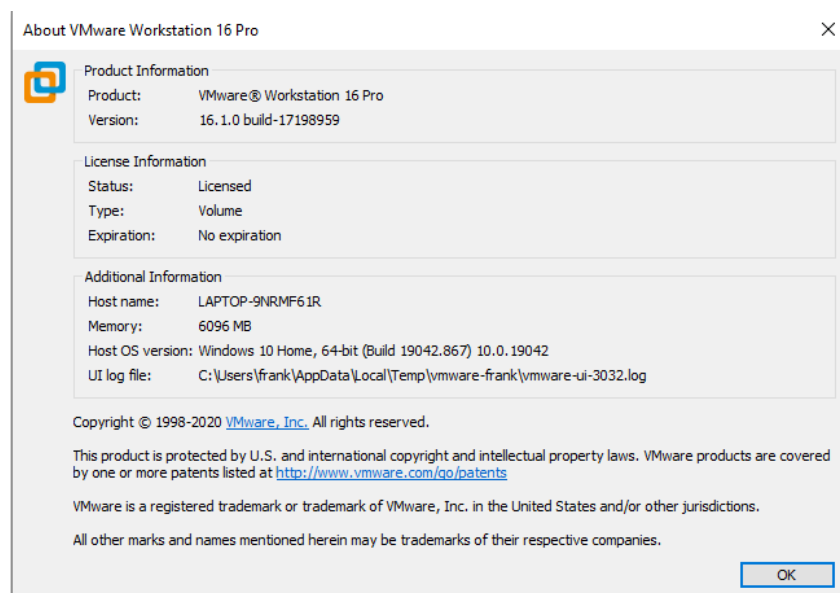 About VMware Workstation 16 Pro
Product Information
Product: VMware® Workstation 16 Pro
Version: 16.1.0 build-17198959
License Information
Status: Licensed
Type: Volume
Expiration: No expiration
Additional Information
Host name: LAPTOP-9NRMF61R
Memory: 6096 MB
Host OS version: Windows 10 Home, 64-bit (Build 19042.867) 10.0.19042
UI log file: C:\Users\frank\AppData\Local\Temp\vmware-frank\vmware-ui-3032.log
Copyright © 1998-2020 VMware, Inc. All rights reserved.
This product is protected by U.S. and international copyright and intellectual property laws. VMware products are covered
by one or more patents listed at http://www.vmware.com/go/patents
VMware is a registered trademark or trademark of VMware, Inc. in the United States and/or other jurisdictions.
All other marks and names mentioned herein may be trademarks of their respective companies.
OK